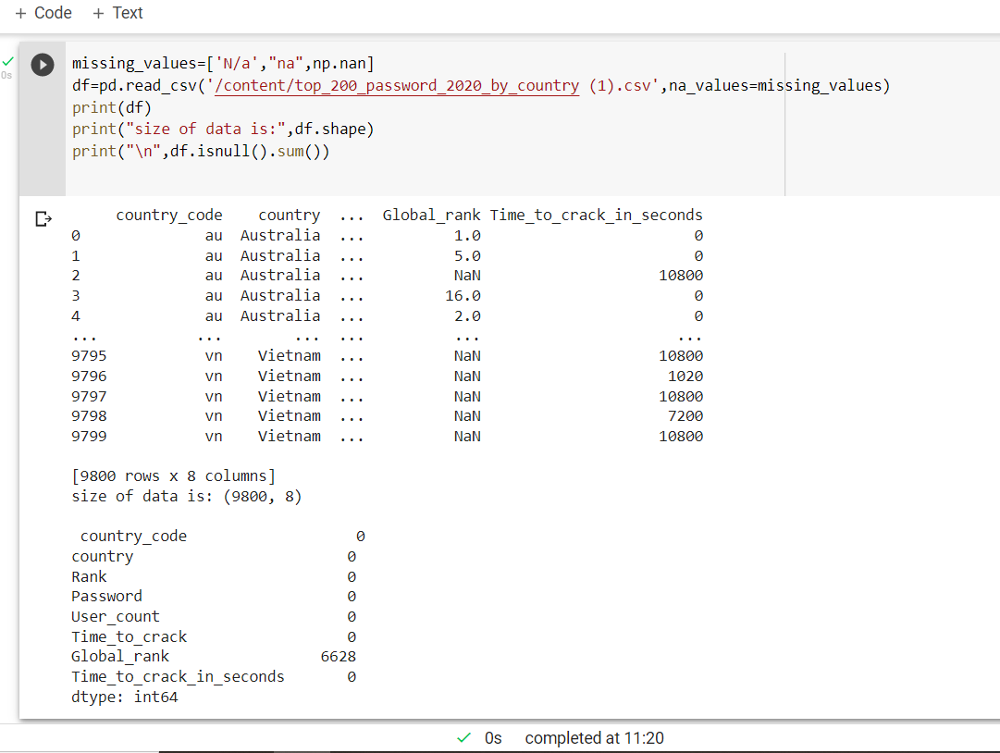 + Code + Text
0s
missing_values=['N/a',"na",np.nan]
df=pd.read_csv('/content/top_200_password_2020_by_country (1).csv',na_values=missing_values)
print(df)
print("size of data is:",df.shape)
print("\n",df.isnull().sum())
country_code country ... Global_rank Time_to_crack_in_seconds
0 au Australia ... 1.0 0
1 au Australia ... 5.0 0
2 au Australia ... NaN 10800
3 au Australia ... 16.0 0
4 au Australia ... 2.0 0
... ... ... ... ... ...
9795 vn Vietnam ... NaN 10800
9796 vn Vietnam ... NaN 1020
9797 vn Vietnam ... NaN 10800
9798 vn Vietnam ... NaN 7200
9799 vn Vietnam ... NaN 10800
[9800 rows x 8 columns]
size of data is: (9800, 8)
country_code 0
country 0
Rank 0
Password 0
User_count 0
Time_to_crack 0
Global_rank 6628
Time_to_crack_in_seconds 0
dtype: int64
0s completed at 11:20